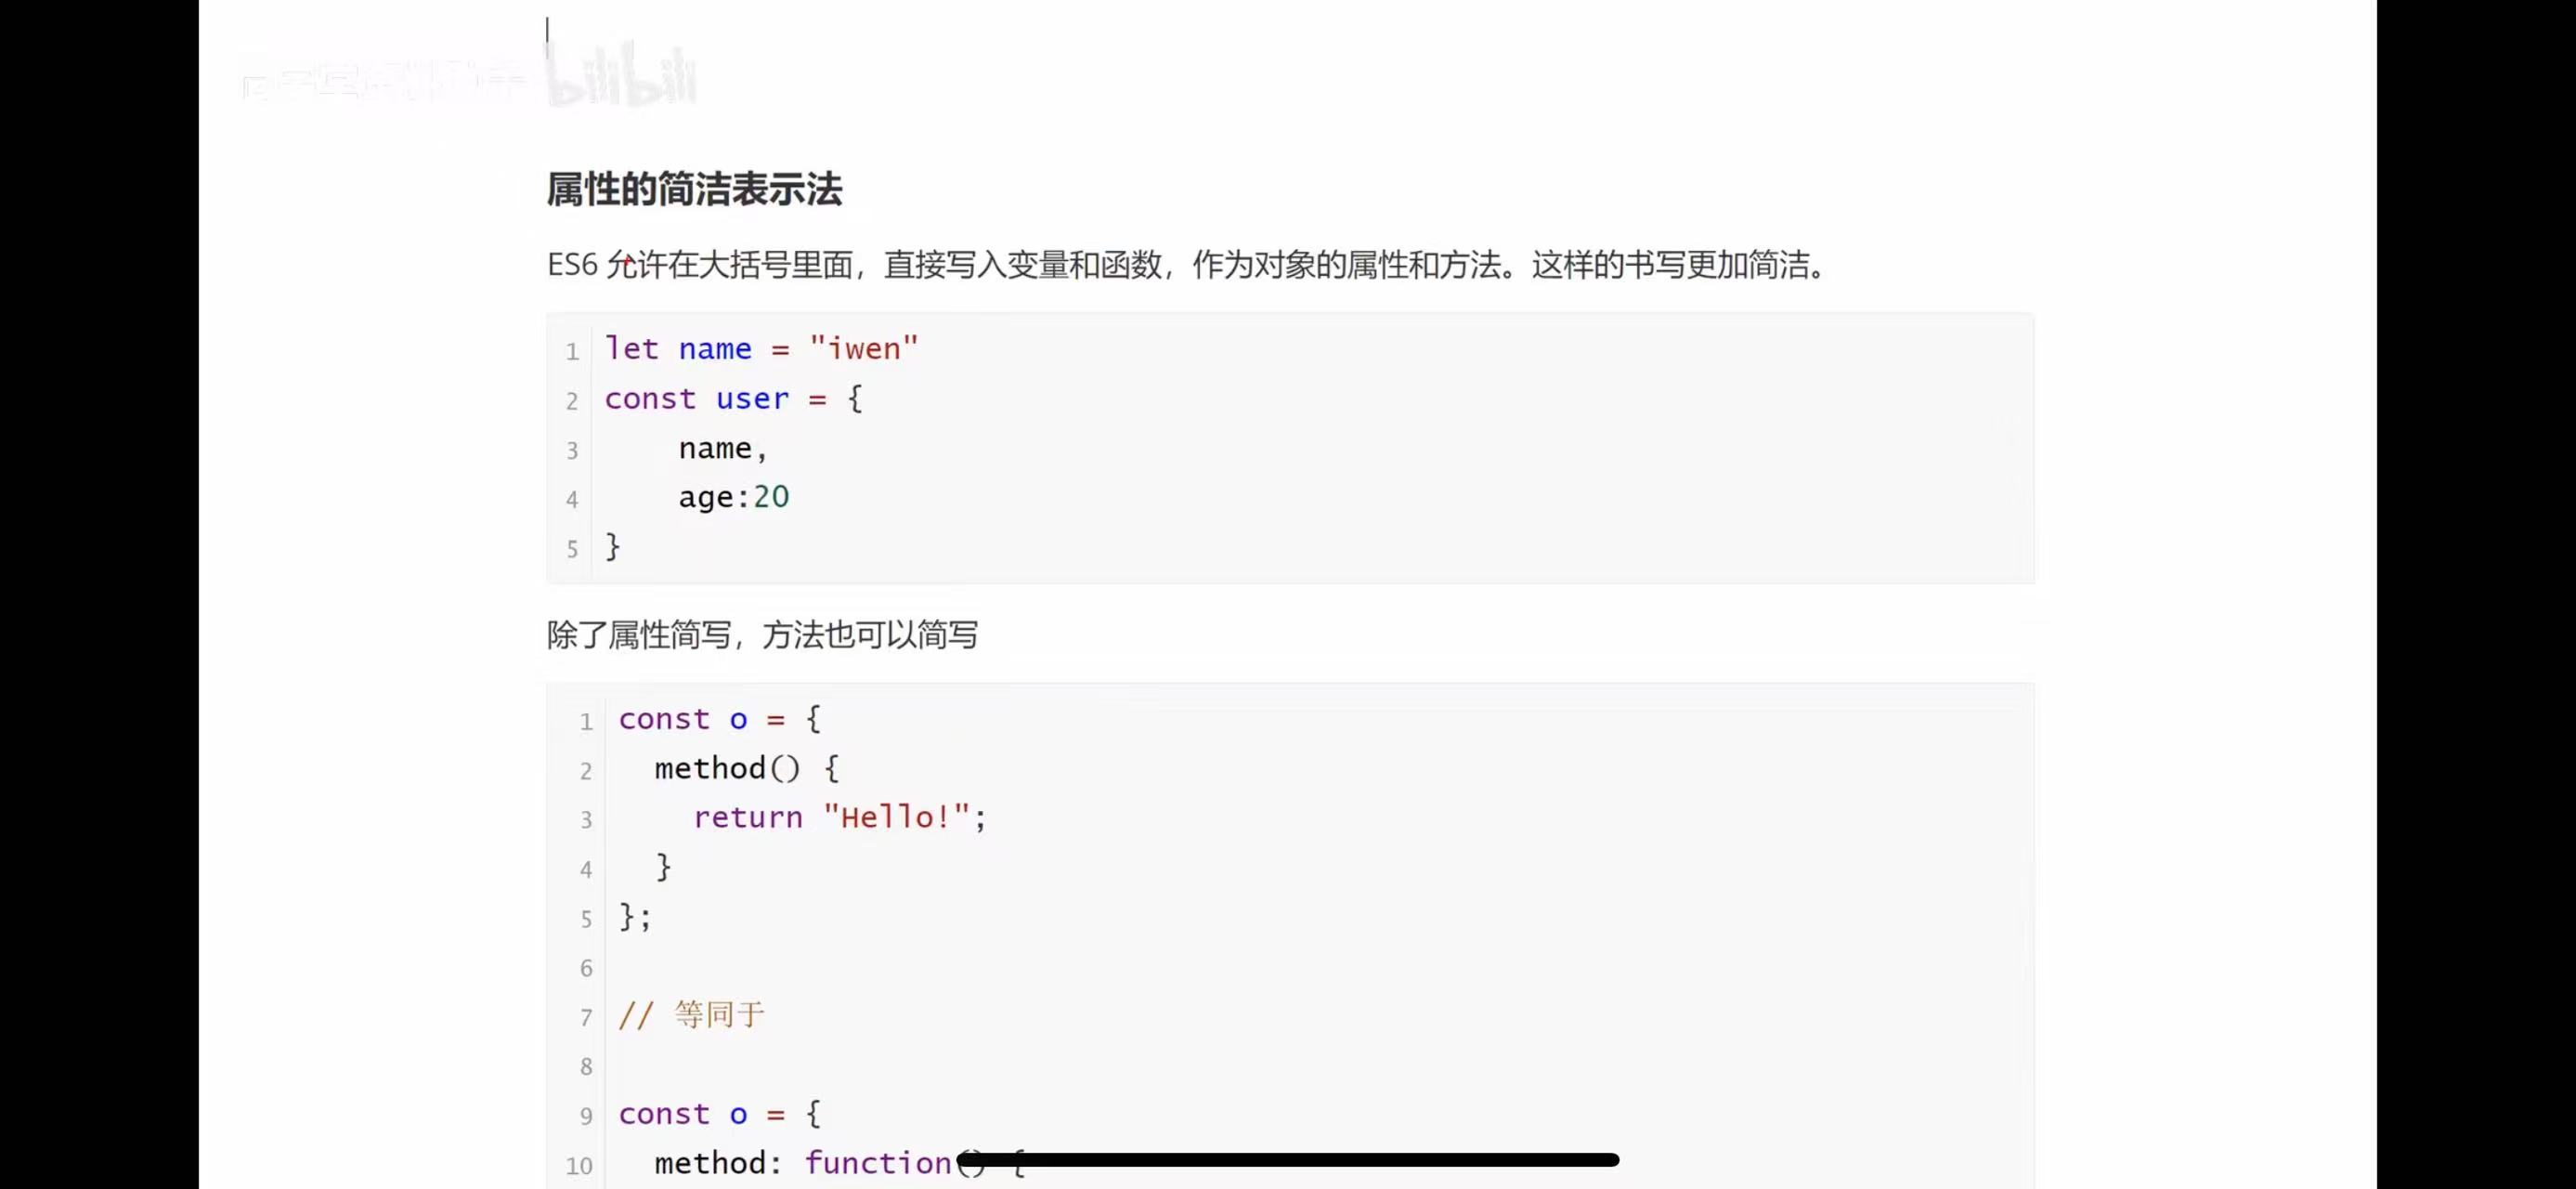 bilibili
属性的简洁表示法
ES6 允许在大括号里面，直接写入变量和函数，作为对象的属性和方法。这样的书写更加简洁。
1 let name = "iwen"
2 const user = {
3     name,
4     age:20
5 }
除了属性简写，方法也可以简写
1 const o = {
2   method() {
3     return "Hello!";
4   }
5 };
6
7 // 等同于
8
9 const o = {
10   method: function() {